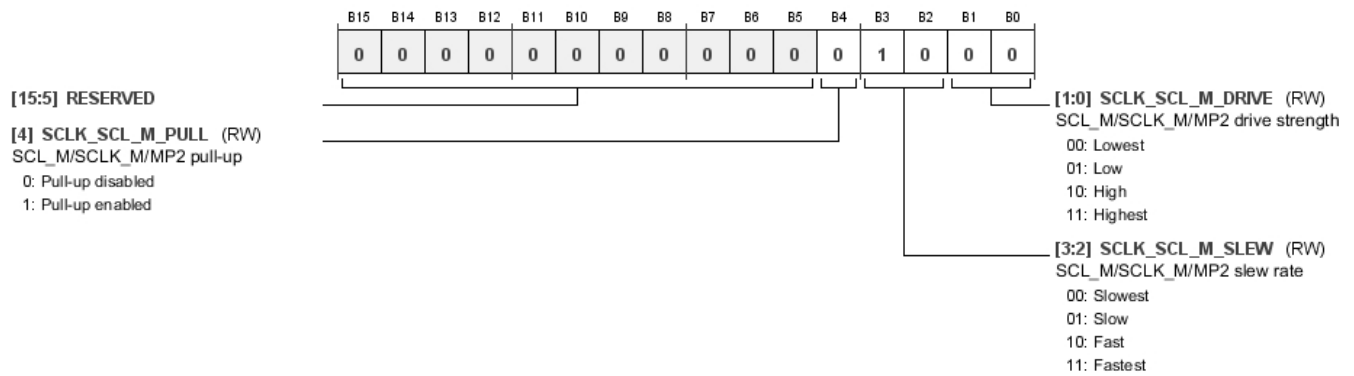 B15 B14 B13 B12 B11 B10 B9 B8 B7 B6 B5 B4 B3 B2 B1 B0
0 0 0 0 0 0 0 0 0 0 0 0 1 0 0 0
[15:5] RESERVED
[4] SCLK_SCL_M_PULL (RW)
SCL_M/SCLK_M/MP2 pull-up
0: Pull-up disabled
1: Pull-up enabled
[1:0] SCLK_SCL_M_DRIVE (RW)
SCL_M/SCLK_M/MP2 drive strength
00: Lowest
01: Low
10: High
11: Highest
[3:2] SCLK_SCL_M_SLEW (RW)
SCL_M/SCLK_M/MP2 slew rate
00: Slowest
01: Slow
10: Fast
11: Fastest